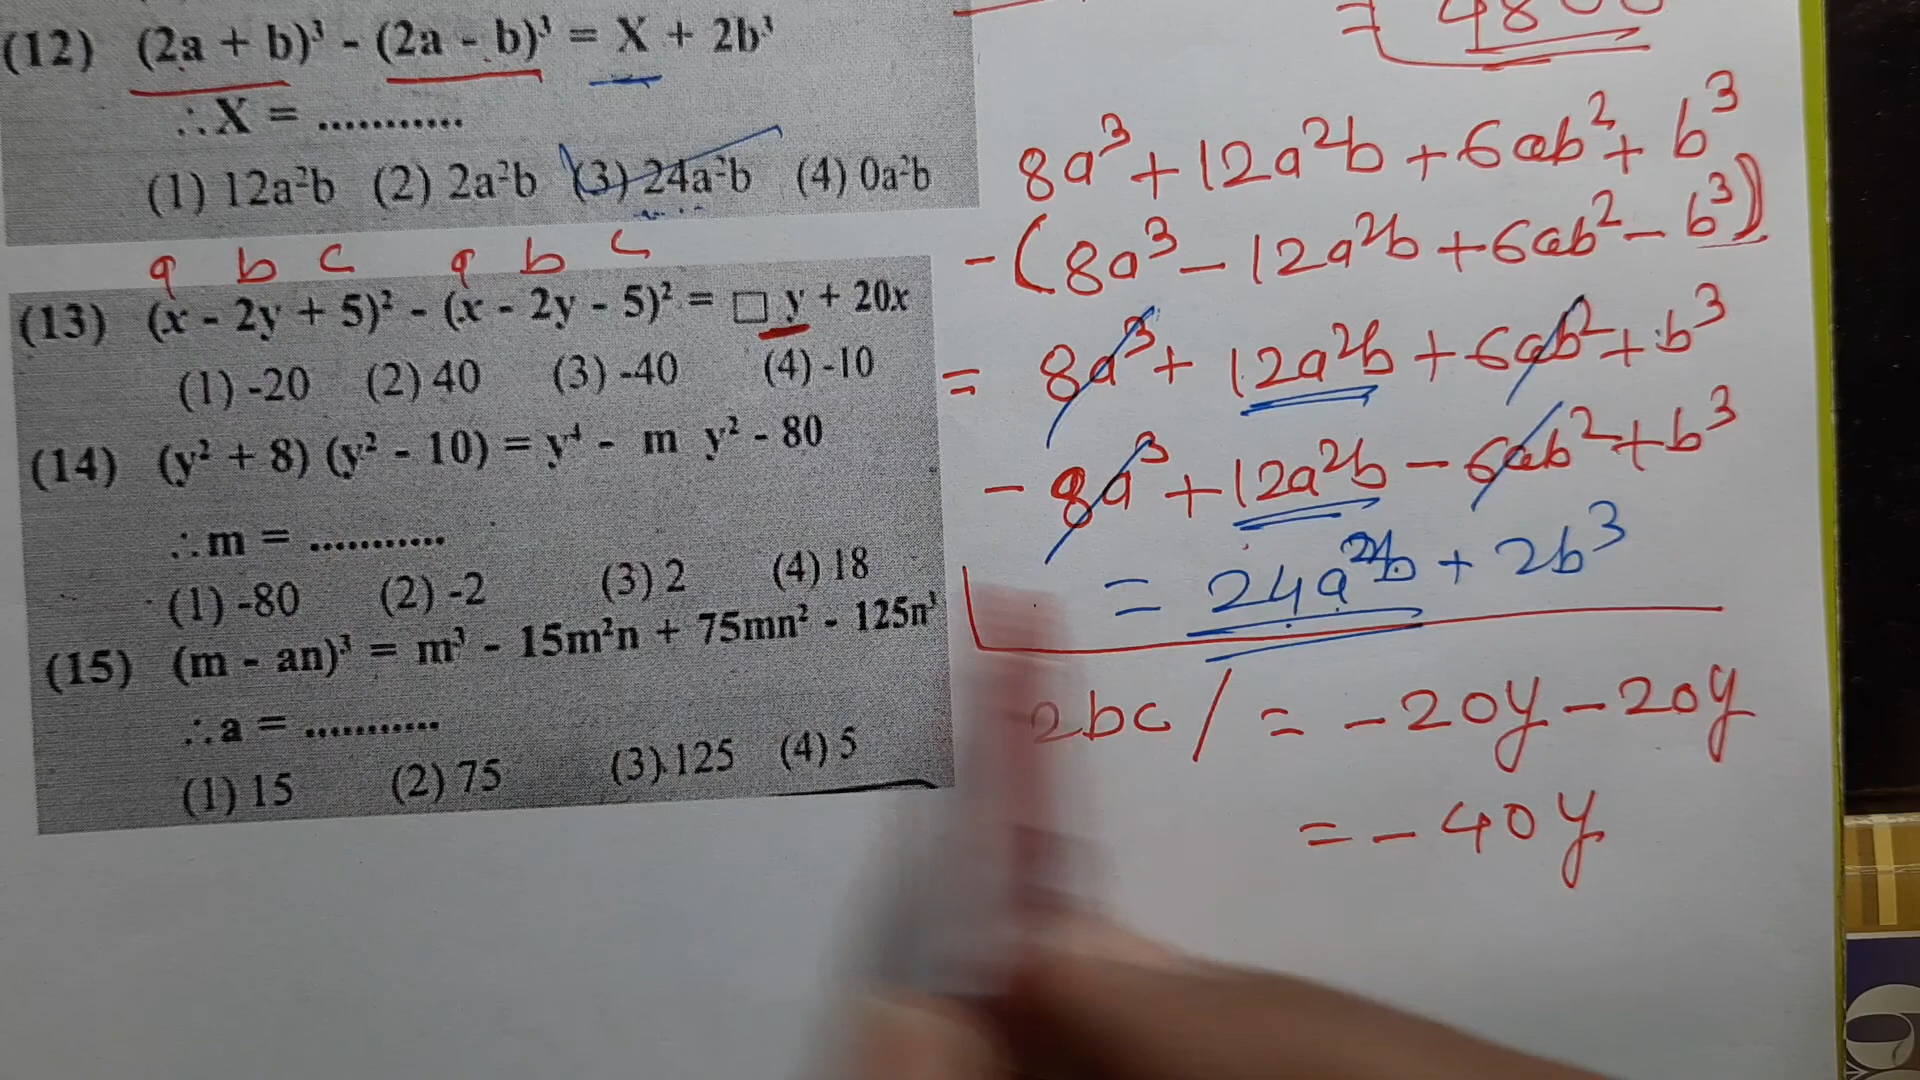 (12) (2a + b)³ - (2a - b)³ = X + 2b³
∴X = ...........
(1) 12a²b (2) 2a²b (3) 24a²b (4) 0a²b
a b c a b c
(13) (x - 2y + 5)² - (x - 2y - 5)² = □ y + 20x
(1) -20 (2) 40 (3) -40 (4) -10
(14) (y² + 8) (y² - 10) = y⁴ - m y² - 80
∴m = ...........
(1) -80 (2) -2 (3) 2 (4) 18
(15) (m - an)³ = m³ - 15m²n + 75mn² - 125n³
∴a = ...........
(1) 15 (2) 75 (3) 125 (4) 5
8a³ + 12a²b + 6ab² + b³
- (8a³ - 12a²b + 6ab² - b³)
= 8a³ + 12a²b + 6ab² + b³
- 8a³ + 12a²b - 6ab² + b³
= 24a²b + 2b³
2bc / = -20y - 20y
= -40y